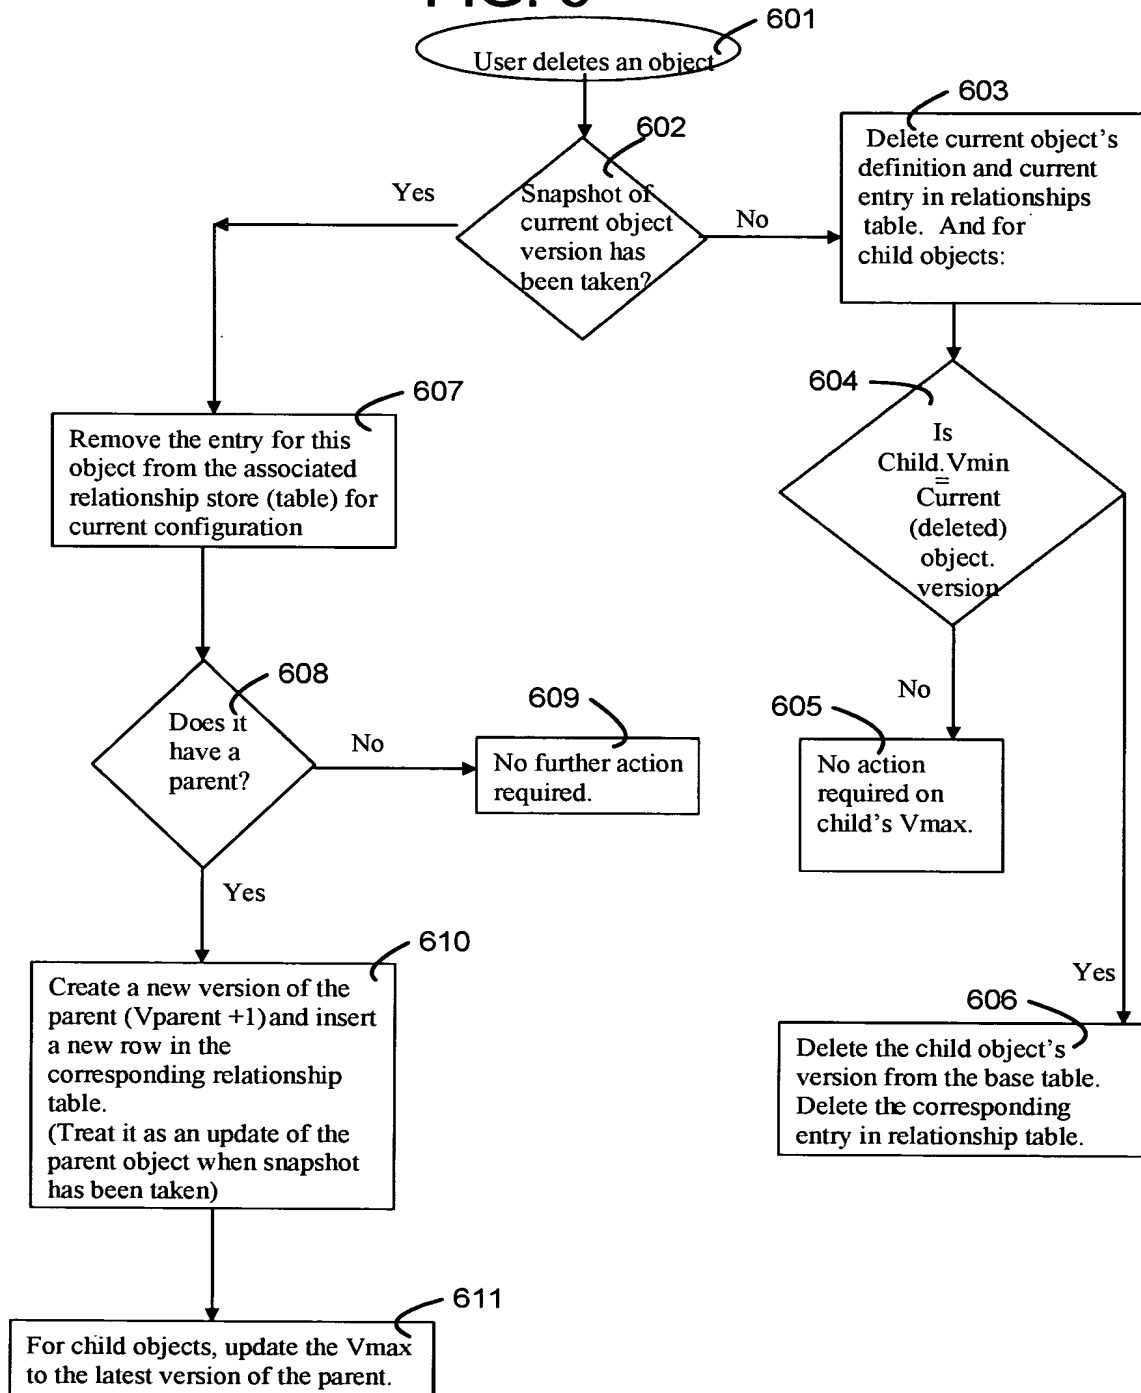 601
User deletes an object
602
Snapshot of
current object
version has
been taken?
Yes
No
603
Delete current object's
definition and current
entry in relationships
table. And for
child objects:
604
Is
Child.Vmin
=
Current
(deleted)
object.
version
No
605
No action
required on
child's Vmax.
Yes
606
Delete the child object's
version from the base table.
Delete the corresponding
entry in relationship table.
607
Remove the entry for this
object from the associated
relationship store (table) for
current configuration
608
Does it
have a
parent?
No
609
No further action
required.
Yes
610
Create a new version of the
parent (Vparent +1) and insert
a new row in the
corresponding relationship
table.
(Treat it as an update of the
parent object when snapshot
has been taken)
611
For child objects, update the Vmax
to the latest version of the parent.